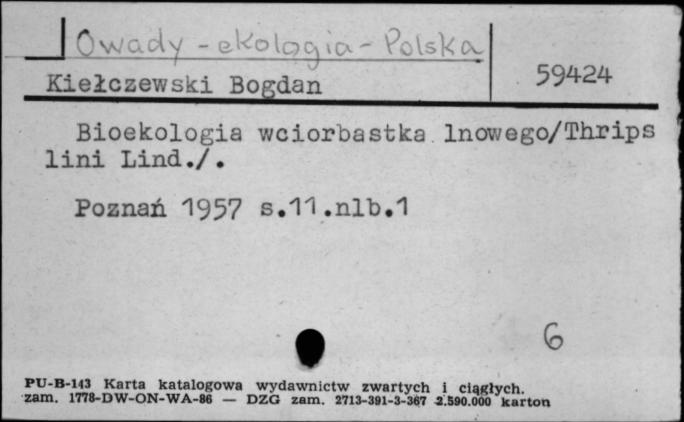 Owady - ekologia - Polska
Kiełczewski Bogdan
59424
Bioekologia wciorbastka lnowego/Thrips
lini Lind./.
Poznań 1957 s.11.nlb.1
6
PU-B-143 Karta katalogowa wydawnictw zwartych i ciągłych.
zam. 1778-DW-ON-WA-86 — DZG zam. 2713-391-3-367 2.590.000 karton